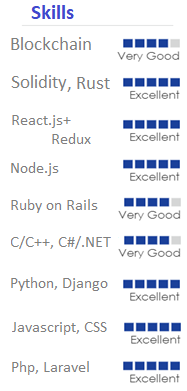 Skills
Blockchain
Very Good
Solidity, Rust
Excellent
React.js+
Redux
Excellent
Node.js
Excellent
Ruby on Rails
Very Good
C/C++, C#/.NET
Very Good
Python, Django
Excellent
Javascript, CSS
Excellent
Php, Laravel
Excellent